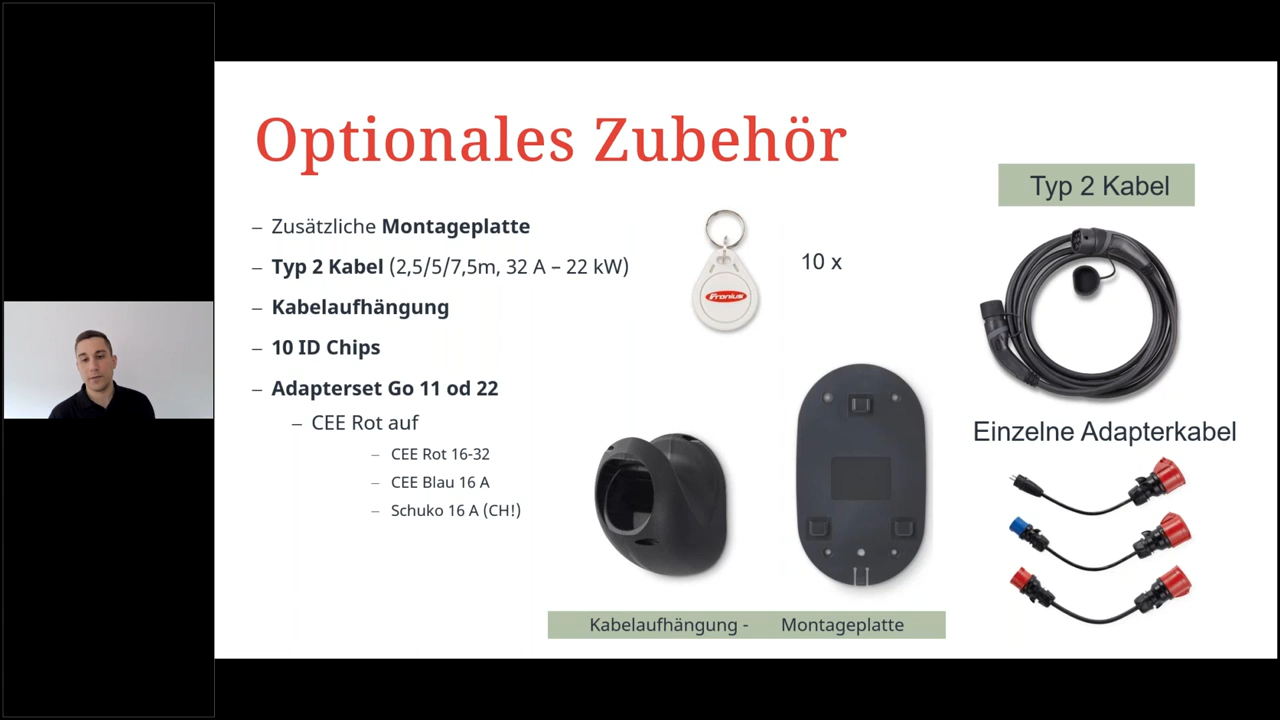 Optionales Zubehör
Typ 2 Kabel
– Zusätzliche Montageplatte
– Typ 2 Kabel (2,5/5/7,5m, 32 A – 22 kW)
– Kabelaufhängung
– 10 ID Chips
– Adapterset Go 11 od 22
– CEE Rot auf
– CEE Rot 16-32
– CEE Blau 16 A
– Schuko 16 A (CH!)
Fronius
10 x
Einzelne Adapterkabel
Kabelaufhängung - Montageplatte